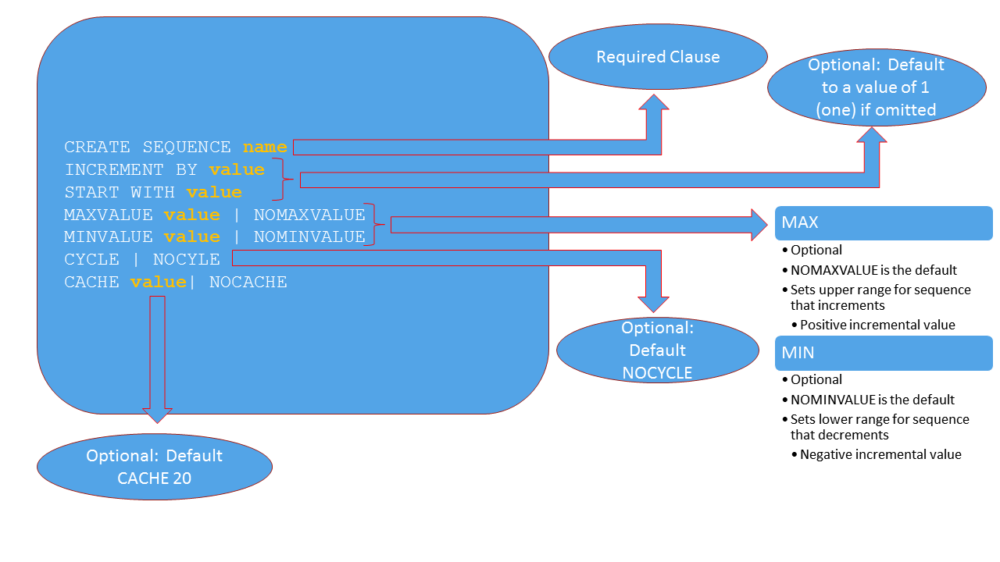 Required Clause
Optional:  Default
to a value of 1
(one) if omitted
CREATE SEQUENCE name
INCREMENT BY value
START WITH value
MAXVALUE value | NOMAXVALUE
MINVALUE value | NOMINVALUE
CYCLE | NOCYLE
CACHE value| NOCACHE
MAX
• Optional
• NOMAXVALUE is the default
• Sets upper range for sequence
that increments
• Positive incremental value
MIN
• Optional
• NOMINVALUE is the default
• Sets lower range for sequence
that decrements
• Negative incremental value
Optional:
Default
NOCYCLE
Optional:  Default
CACHE 20